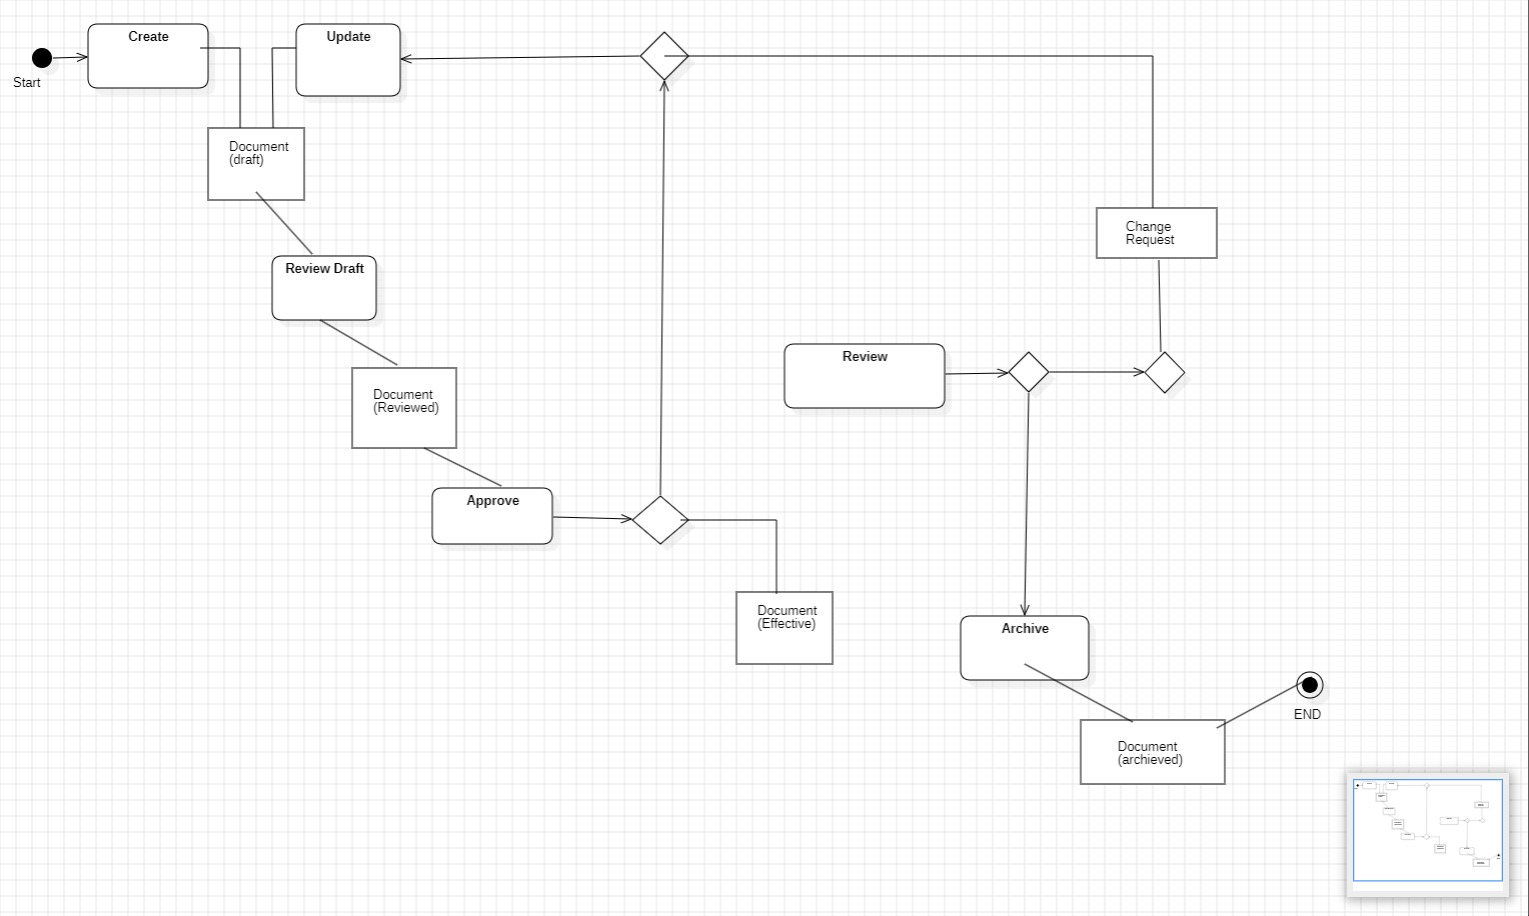 Create
Update
Start
Document
(draft)
Change
Request
Review Draft
Review
Document
(Reviewed)
Approve
Document
(Effective)
Archive
END
Document
(archieved)